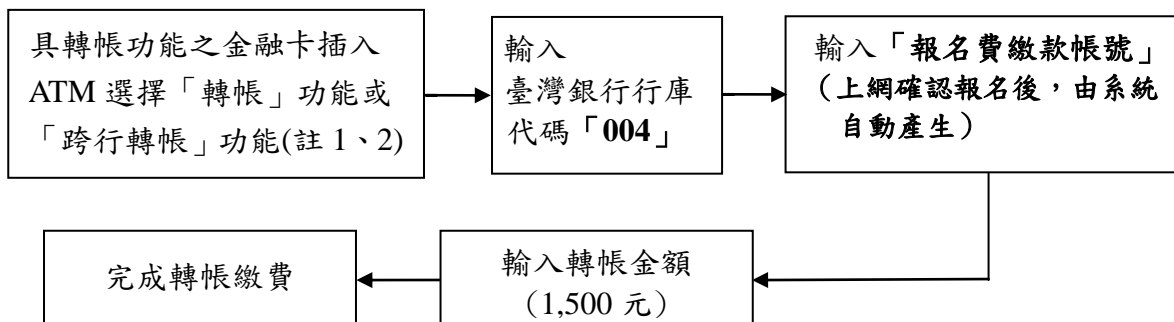 具轉帳功能之金融卡插入
ATM 選擇「轉帳」功能或
「跨行轉帳」功能(註 1、2)
輸入
臺灣銀行行庫
代碼「004」
輸入「報名費繳款帳號」
(上網確認報名後,由系統
自動產生)
輸入轉帳金額
(1,500 元)
完成轉帳繳費